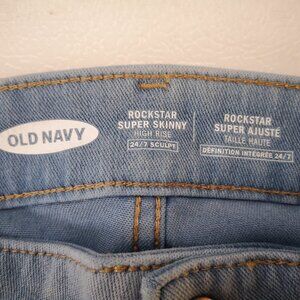 OLD NAVY
ROCKSTAR
SUPER SKINNY
HIGH RISE
24/7 SCULPT
ROCKSTAR
SUPER AJUSTÉ
TAILLE HAUTE
DÉFINITION INTÉGRÉE 24/7